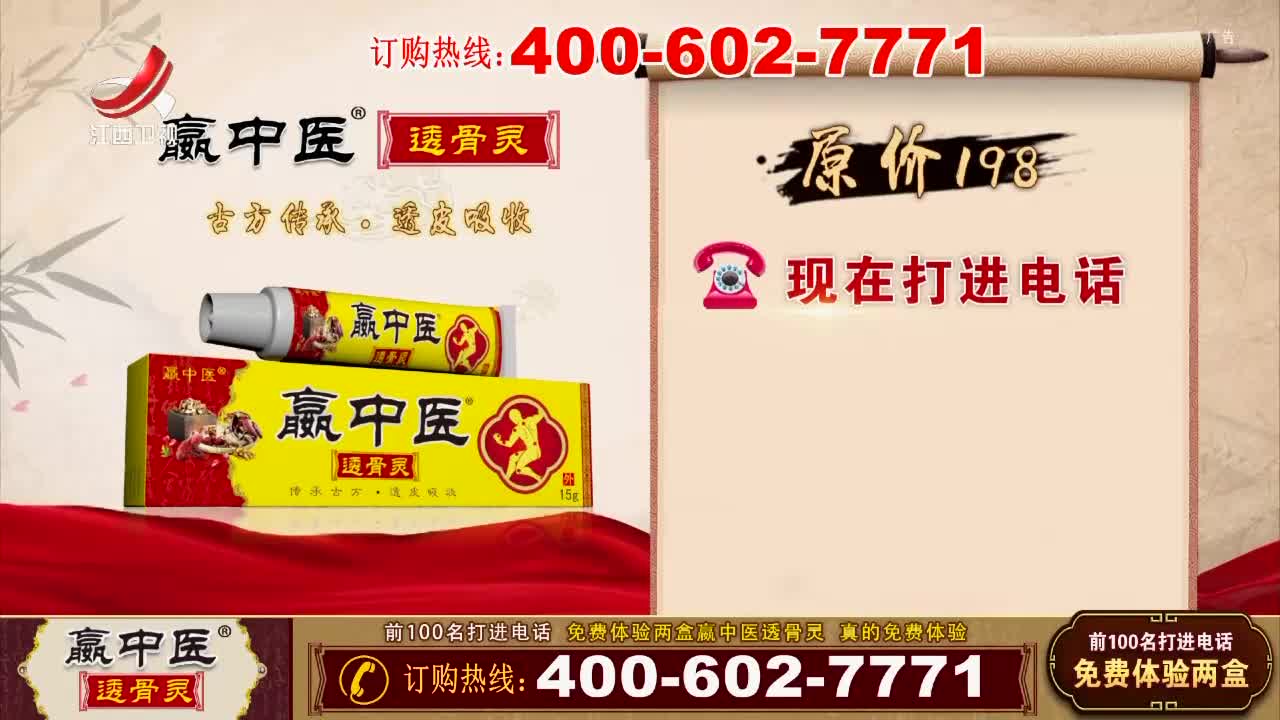 订购热线:400-602-7771
广告
江西卫视
赢中医®
透骨灵
古方传承·透皮吸收
原价198
现在打进电话
赢中医
透骨灵
赢中医®
赢中医®
透骨灵
传承古方·透皮吸收
外
15g
赢中医®
透骨灵
前100名打进电话 免费体验两盒赢中医透骨灵 真的免费体验
订购热线:400-602-7771
前100名打进电话
免费体验两盒